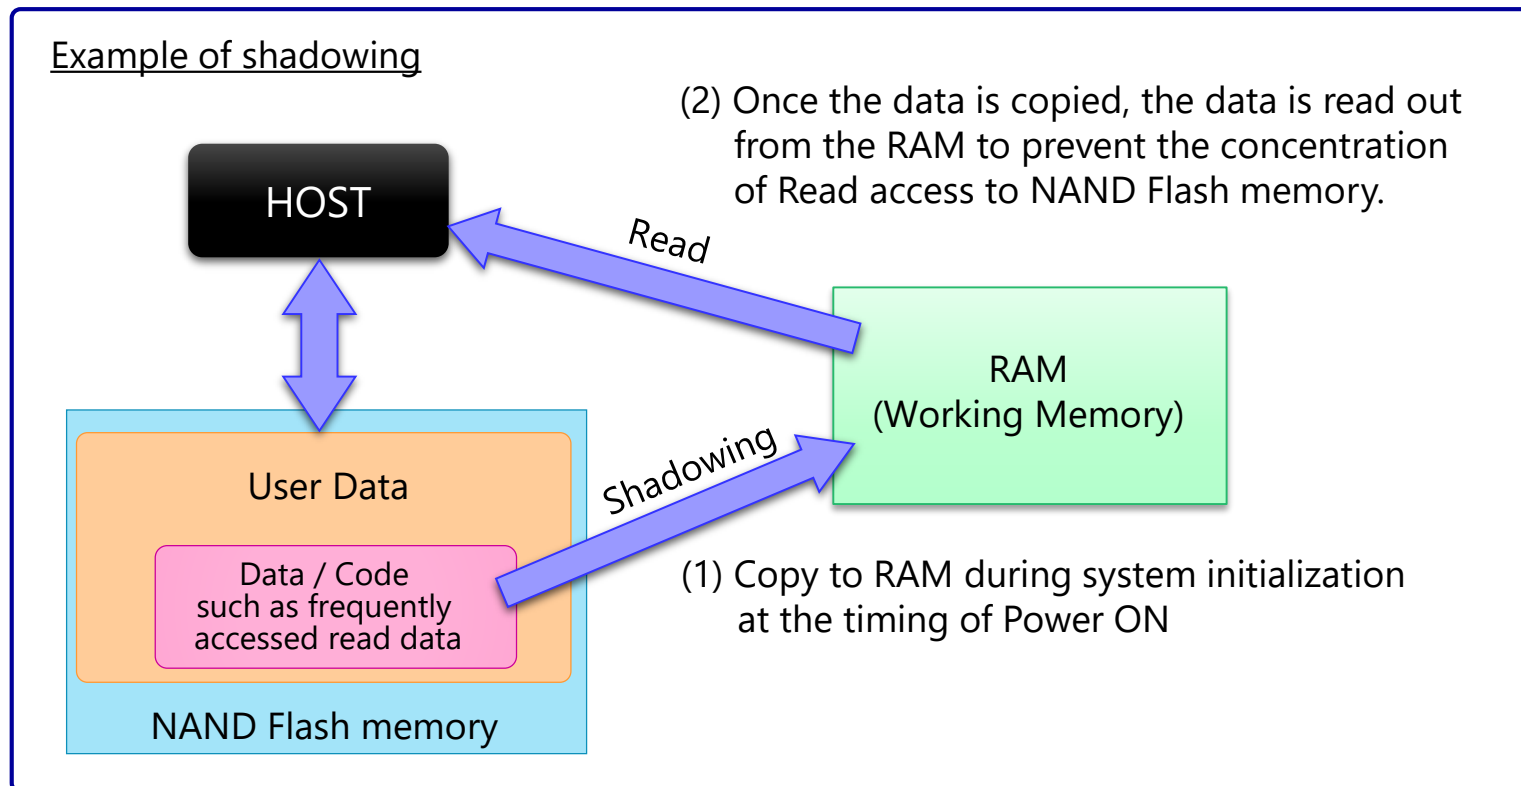 Example of shadowing
(2) Once the data is copied, the data is read out
from the RAM to prevent the concentration
of Read access to NAND Flash memory.
HOST
Read
RAM
(Working Memory)
Shadowing
User Data
Data / Code
such as frequently
accessed read data
(1) Copy to RAM during system initialization
at the timing of Power ON
NAND Flash memory